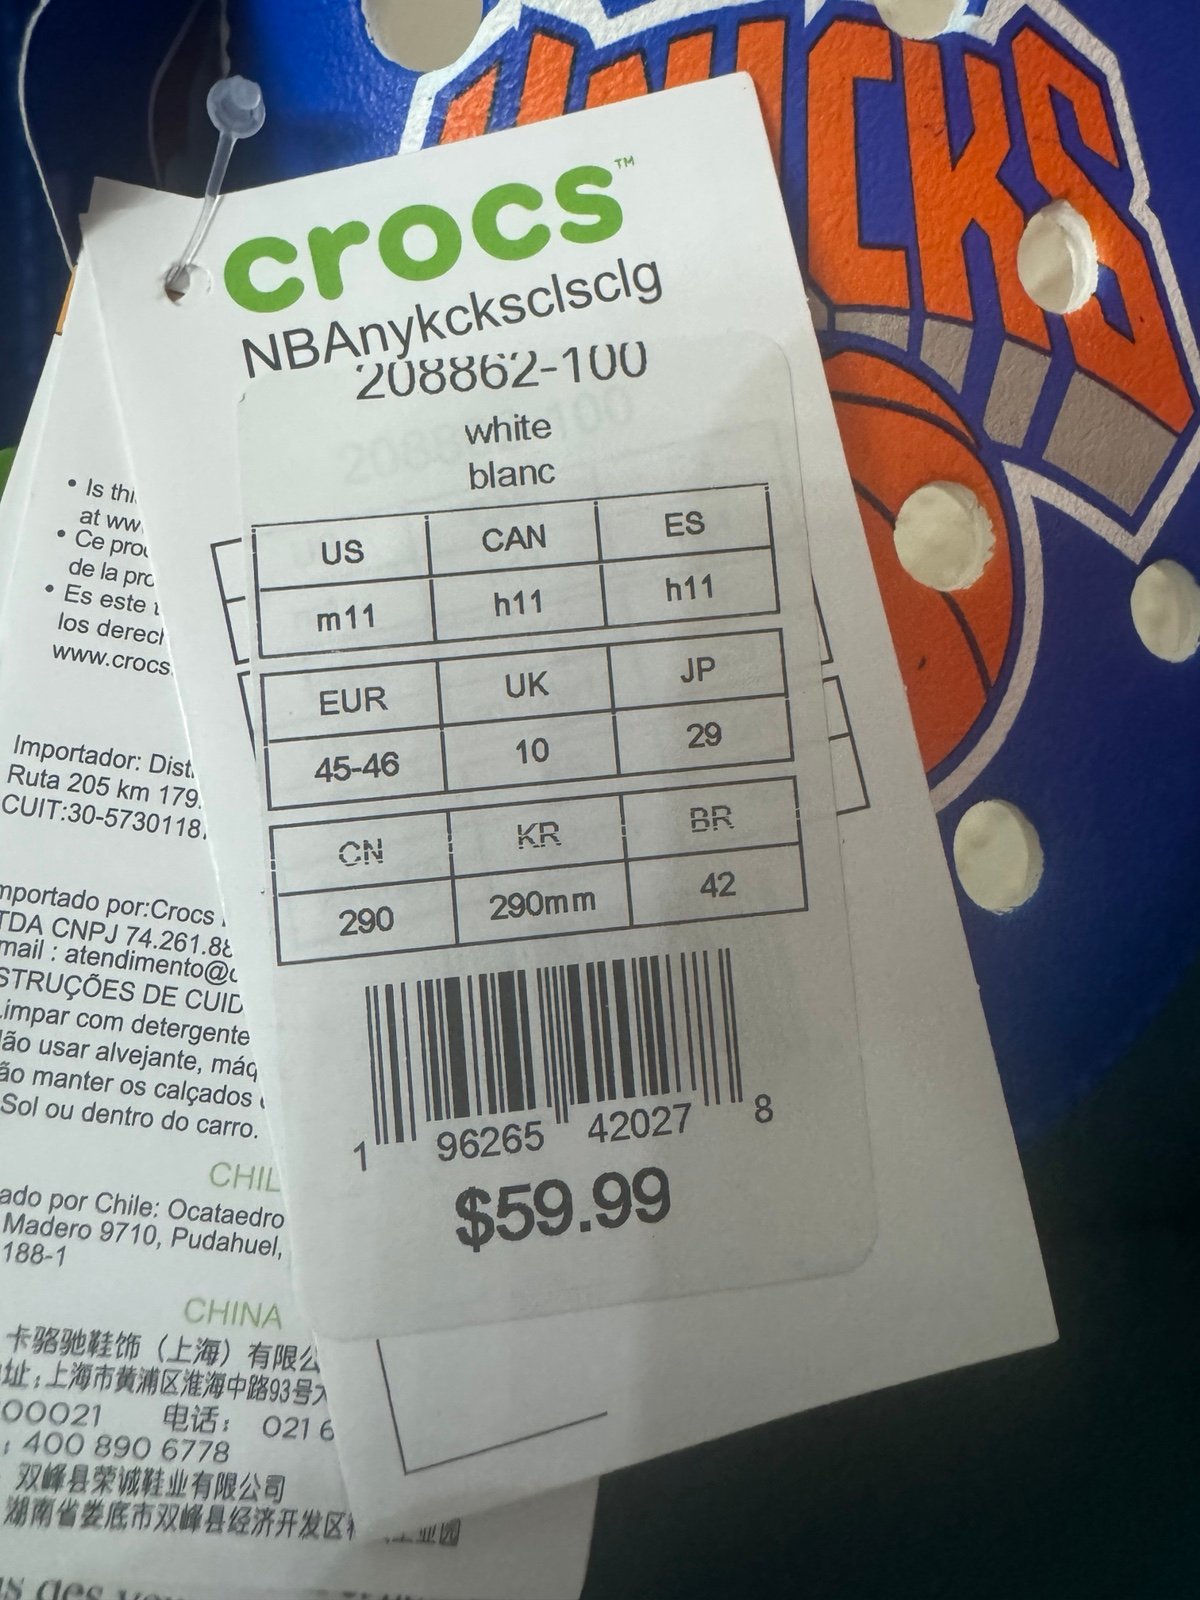 KNICKS
crocs™
NBAnykcksclsclg
208862-100
white
blanc
US CAN ES
m11 h11 h11
EUR UK JP
45-46 10 29
CN KR BR
290 290mm 42
1 96265 42027 8
$59.99
• Is thi
at ww
• Ce pro
de la pro
• Es este
los derech
www.crocs.
Importador: Dist
Ruta 205 km 179.
CUIT:30-5730118
mportado por:Crocs
TDA CNPJ 74.261.88
mail : atendimento@
STRUÇÕES DE CUID
Limpar com detergente
ão usar alvejante, máq
ão manter os calçados
Sol ou dentro do carro.
CHIL
ado por Chile: Ocataedro
Madero 9710, Pudahuel,
188-1
CHINA
卡骆驰鞋饰（上海）有限公
址：上海市黄浦区淮海中路93号
00021 电话： 021 6
: 400 890 6778
双峰县荣诚鞋业有限公司
湖南省娄底市双峰县经济开发区
业园